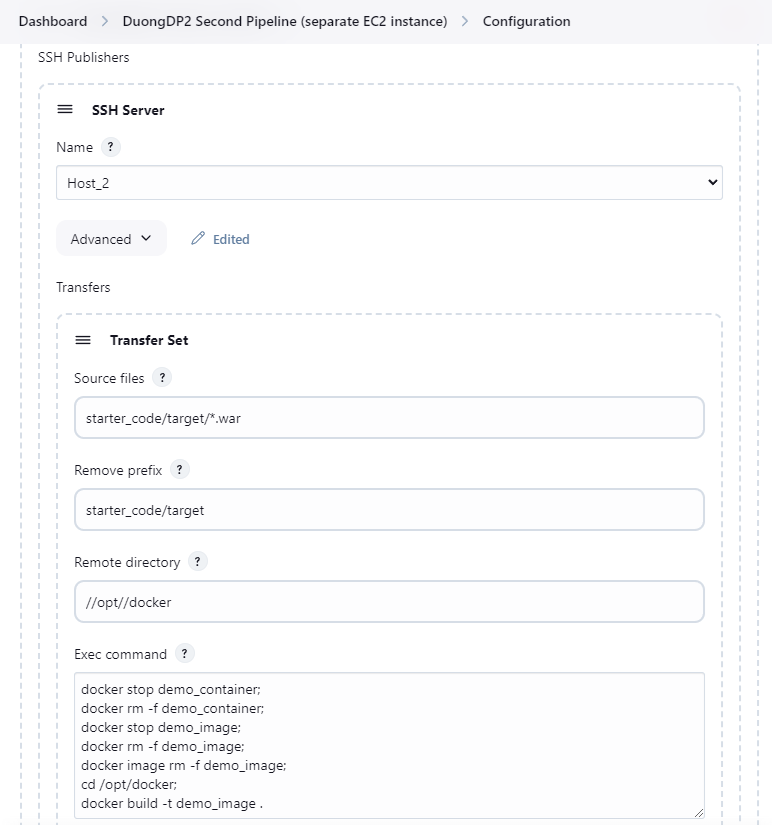 Dashboard > DuongDP2 Second Pipeline (separate EC2 instance) > Configuration
SSH Publishers
SSH Server
Name ?
Host_2
Advanced Edited
Transfers
Transfer Set
Source files ?
starter_code/target/*.war
Remove prefix ?
starter_code/target
Remote directory ?
//opt//docker
Exec command ?
docker stop demo_container;
docker rm -f demo_container;
docker stop demo_image;
docker rm -f demo_image;
docker image rm -f demo_image;
cd /opt/docker;
docker build -t demo_image .